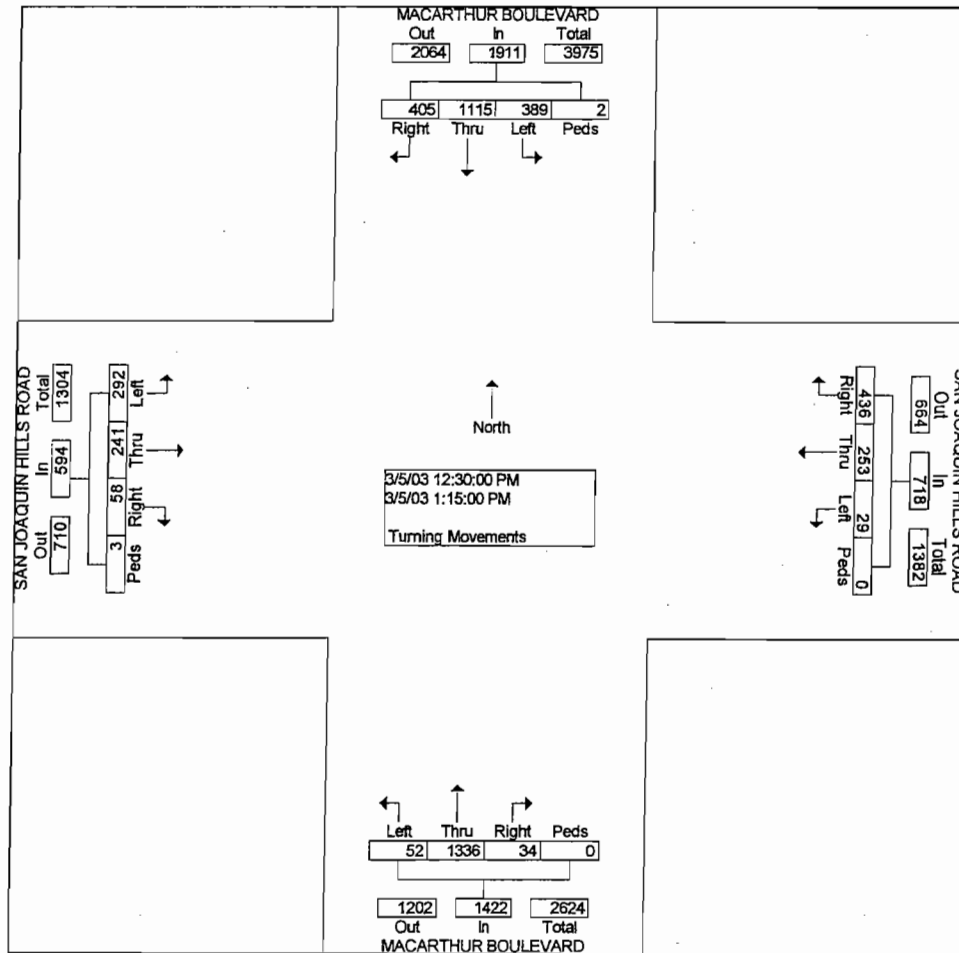 MACARTHUR BOULEVARD
Out In Total
2064 1911 3975
405 1115 389 2
Right Thru Left Peds
SAN JOAQUIN HILLS ROAD
Total In Out
1304 594 710
292 241 58 3
Left Thru Right Peds
North
3/5/03 12:30:00 PM
3/5/03 1:15:00 PM
Turning Movements
Right Thru Left Peds
436 253 29 0
664 718 1382
Out In Total
SAN JOAQUIN HILLS ROAD
Left Thru Right Peds
52 1336 34 0
1202 1422 2624
Out In Total
MACARTHUR BOULEVARD